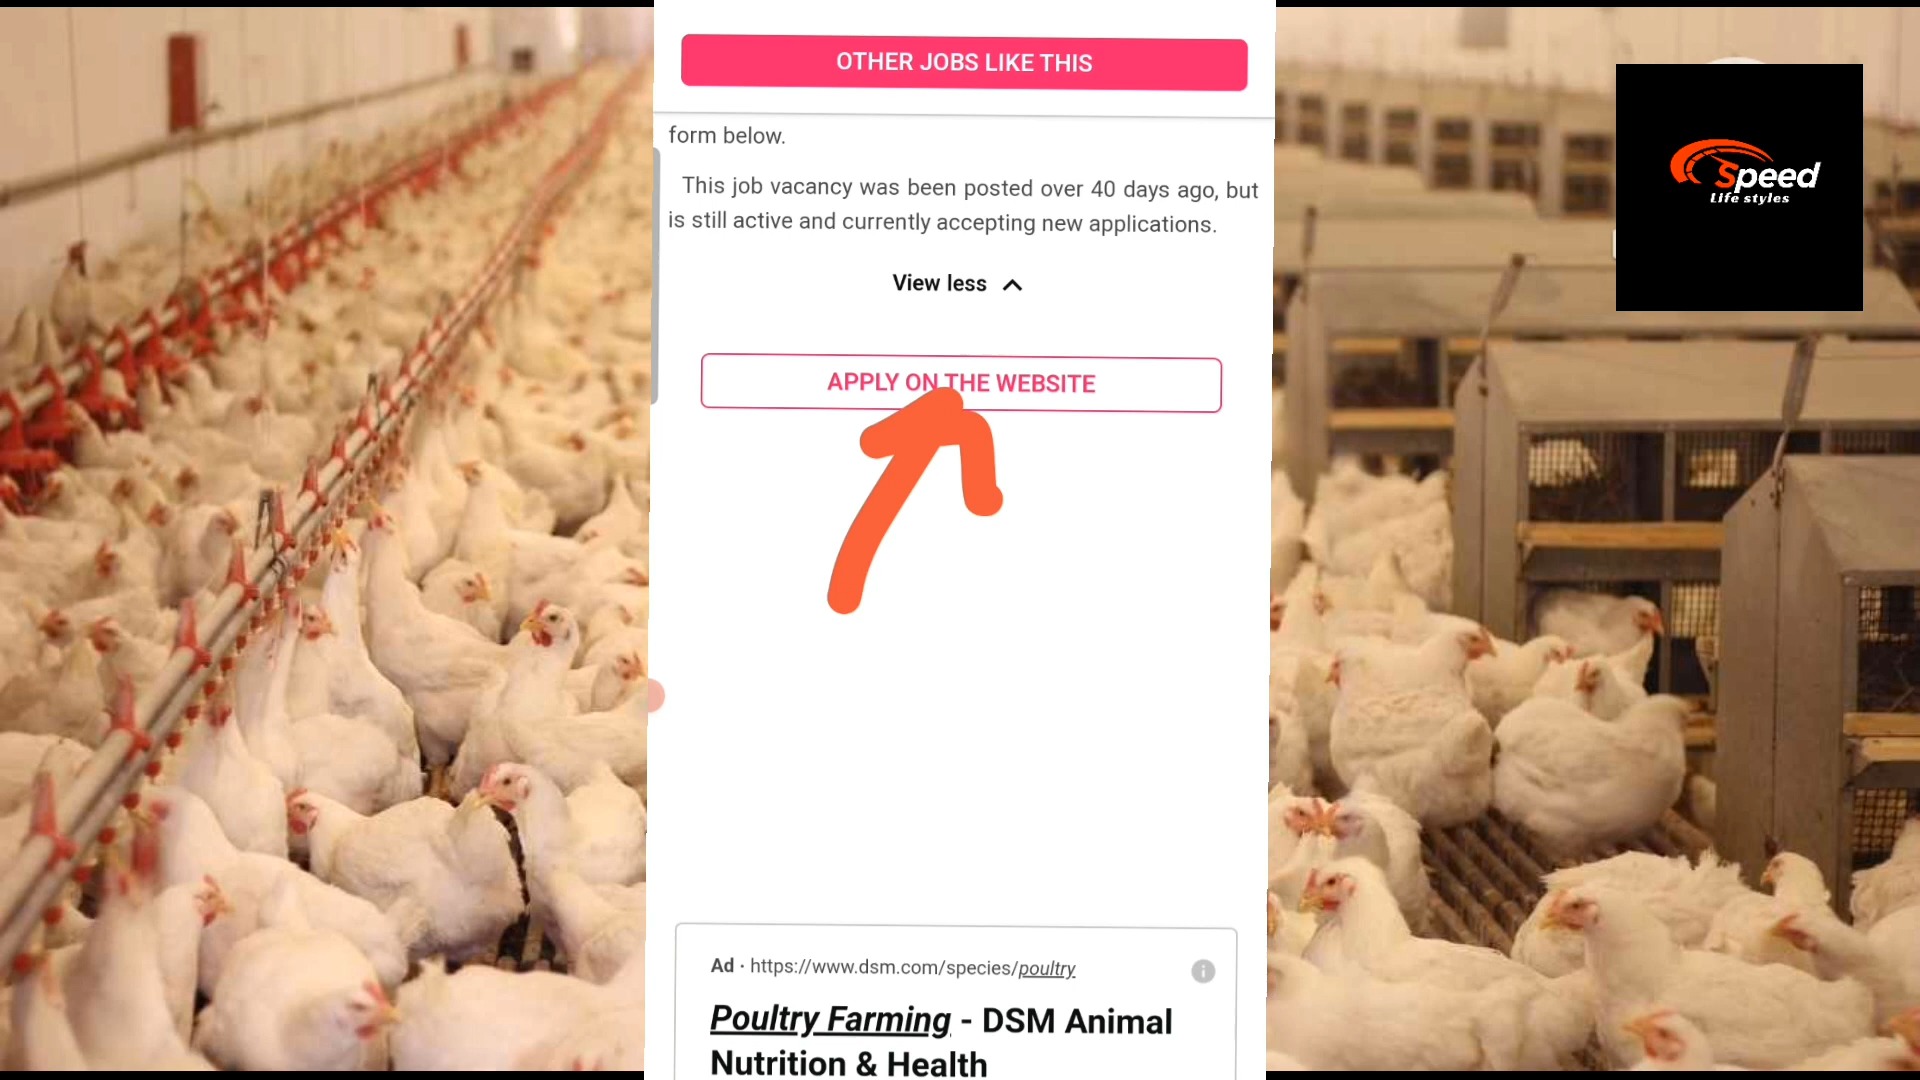 OTHER JOBS LIKE THIS
form below.
This job vacancy was been posted over 40 days ago, but
is still active and currently accepting new applications.
View less
APPLY ON THE WEBSITE
Ad · https://www.dsm.com/species/poultry
Poultry Farming - DSM Animal
Nutrition & Health
Speed
Life styles